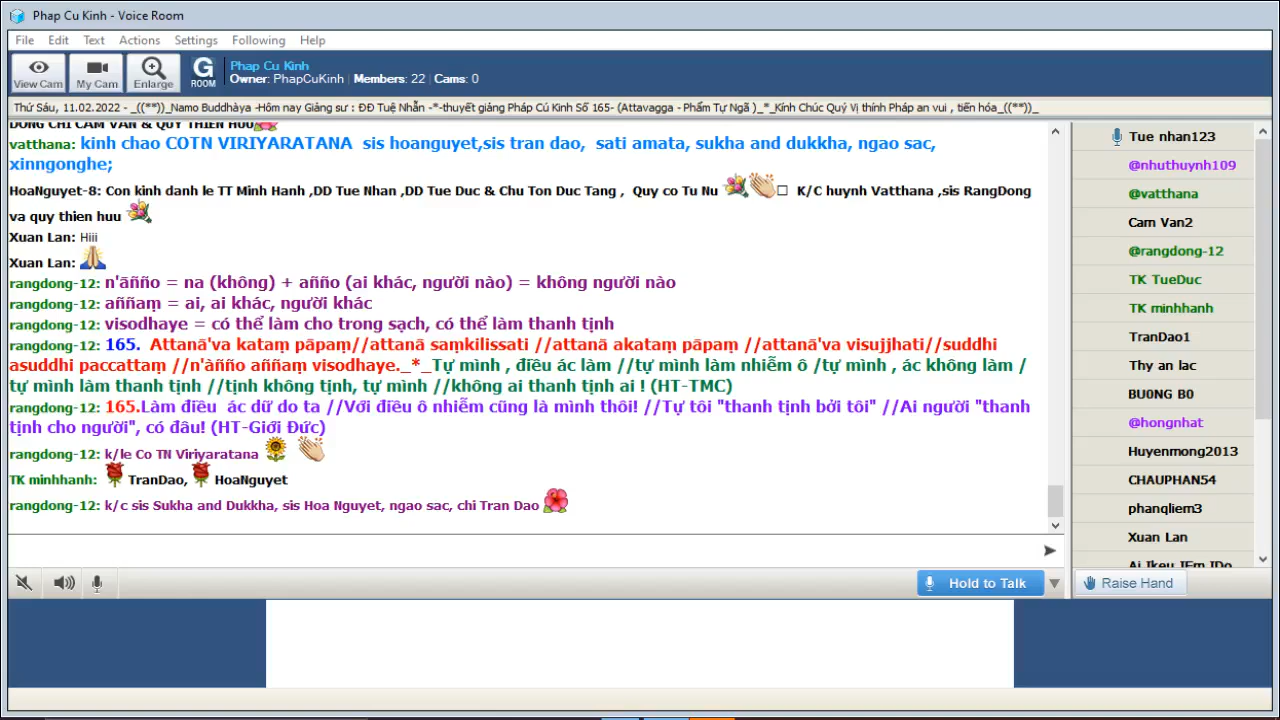 Phap Cu Kinh - Voice Room
File Edit Text Actions Settings Following Help
View Cam My Cam Enlarge G ROOM
Phap Cu Kinh
Owner: PhapCuKinh Members: 22 Cams: 0
Thứ Sáu, 11.02.2022 - _((**))_Namo Buddhàya -Hôm nay Giảng sư : ĐĐ Tuệ Nhẫn -*-thuyết giảng Pháp Cú Kinh Số 165- (Attavagga - Phẩm Tự Ngã )_*_Kính Chúc Quý Vị thính Pháp an vui , tiến hóa_((**))_
DONG CHI CAM VAN & QUY THIEN HUU
vatthana: kinh chao COTN VIRIYARATANA sis hoanguyet,sis tran dao, sati amata, sukha and dukkha, ngao sac,
xinngonghe;
HoaNguyet-8: Con kinh danh le TT Minh Hanh ,DD Tue Nhan ,DD Tue Duc & Chu Ton Duc Tang , Quy co Tu Nu K/C huynh Vatthana ,sis RangDong
va quy thien huu
Xuan Lan: Hiii
Xuan Lan:
rangdong-12: n'āñño = na (không) + añño (ai khác, người nào) = không người nào
rangdong-12: aññaṃ = ai, ai khác, người khác
rangdong-12: visodhaye = có thể làm cho trong sạch, có thể làm thanh tịnh
rangdong-12: 165. Attanā'va kataṃ pāpaṃ//attanā saṃkilissati //attanā akataṃ pāpaṃ //attanā'va visujjhati//suddhi
asuddhi paccattaṃ //n'àñño aññaṃ visodhaye._*_Tự mình , điều ác làm //tự mình làm nhiễm ô /tự mình , ác không làm /
tự mình làm thanh tịnh //tịnh không tịnh, tự mình //không ai thanh tịnh ai ! (HT-TMC)
rangdong-12: 165.Làm điều ác dữ do ta //Với điều ô nhiễm cũng là mình thôi! //Tự tôi "thanh tịnh bởi tôi" //Ai người "thanh
tịnh cho người", có đâu! (HT-Giới Đức)
rangdong-12: k/le Co TN Viriyaratana
TK minhhanh: TranDao, HoaNguyet
rangdong-12: k/c sis Sukha and Dukkha, sis Hoa Nguyet, ngao sac, chi Tran Dao
Hold to Talk
Tue nhan123
@nhuthuynh109
@vatthana
Cam Van2
@rangdong-12
TK TueDuc
TK minhhanh
TranDao1
Thy an lac
BU0NG B0
@hongnhat
Huyenmong2013
CHAUPHAN54
phanqliem3
Xuan Lan
Raise Hand